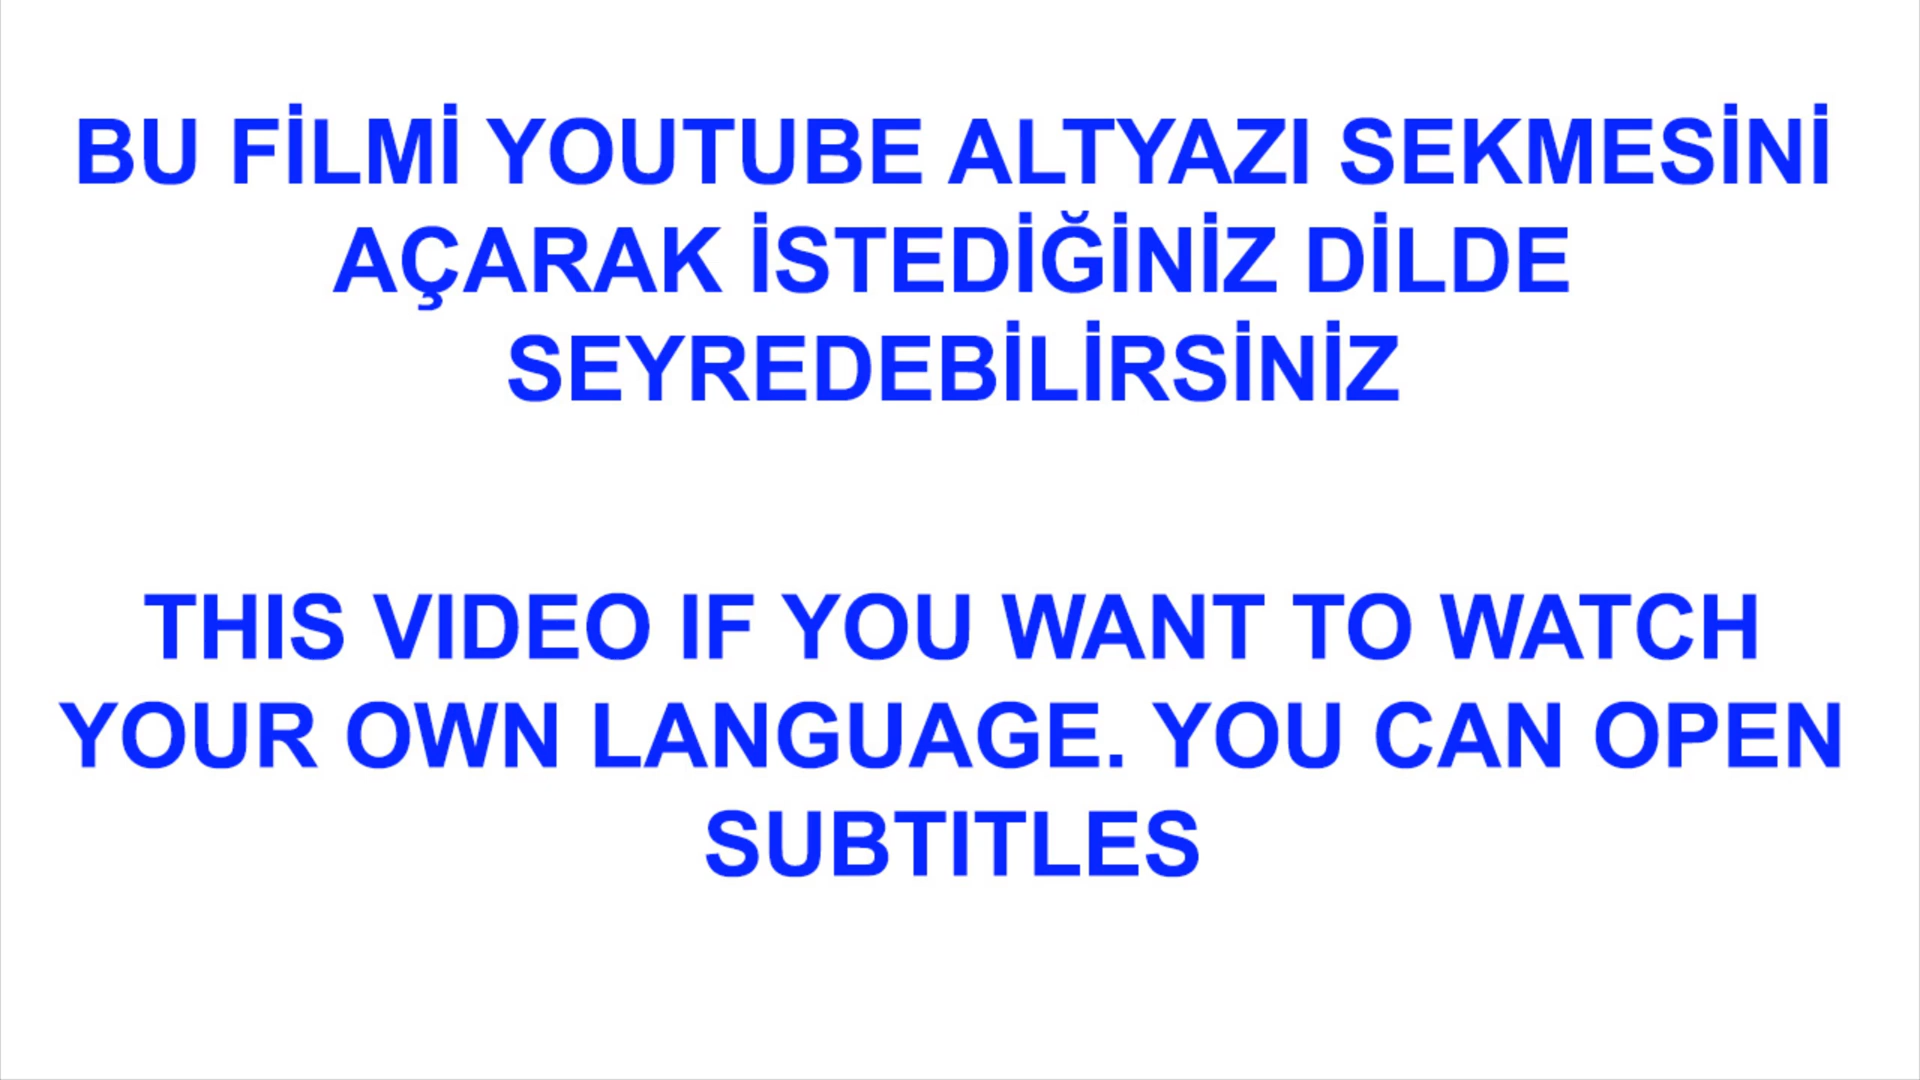 BU FİLMİ YOUTUBE ALTYAZI SEKMESİNİ
AÇARAK İSTEDİĞİNİZ DİLDE
SEYREDEBİLİRSİNİZ
THIS VIDEO IF YOU WANT TO WATCH
YOUR OWN LANGUAGE. YOU CAN OPEN
SUBTITLES